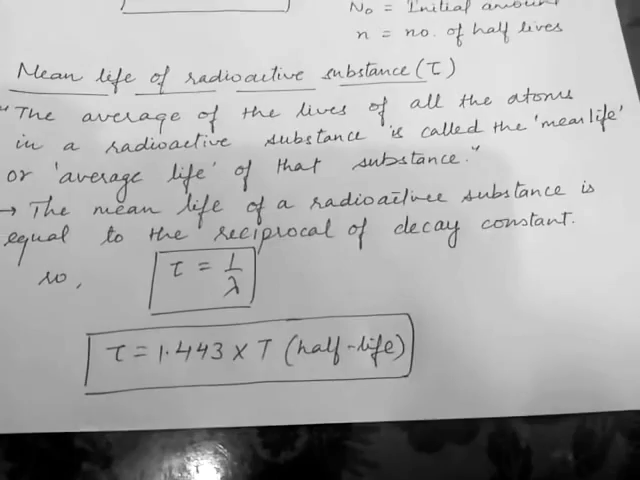 N₀ = Initial amount
n = no. of half lives
Mean life of radioactive substance (τ)
"The average of the lives of all the atoms
in a radioactive substance is called the 'mean life'
or 'average life' of that substance."
→ The mean life of a radioactive substance is
equal to the reciprocal of decay constant.
so, τ = 1/λ
τ = 1.443 x T (half-life)